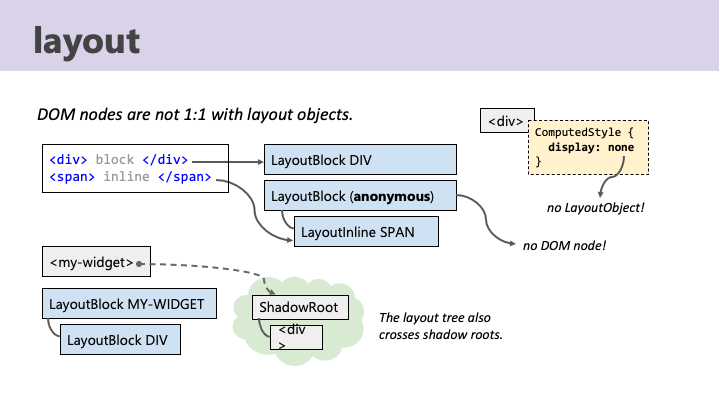 layout
DOM nodes are not 1:1 with layout objects.
<div>
ComputedStyle {
display: none
}
no LayoutObject!
<div> block </div>
<span> inline </span>
LayoutBlock DIV
LayoutBlock (anonymous)
LayoutInline SPAN
no DOM node!
<my-widget>
LayoutBlock MY-WIDGET
LayoutBlock DIV
ShadowRoot
<div
>
The layout tree also
crosses shadow roots.